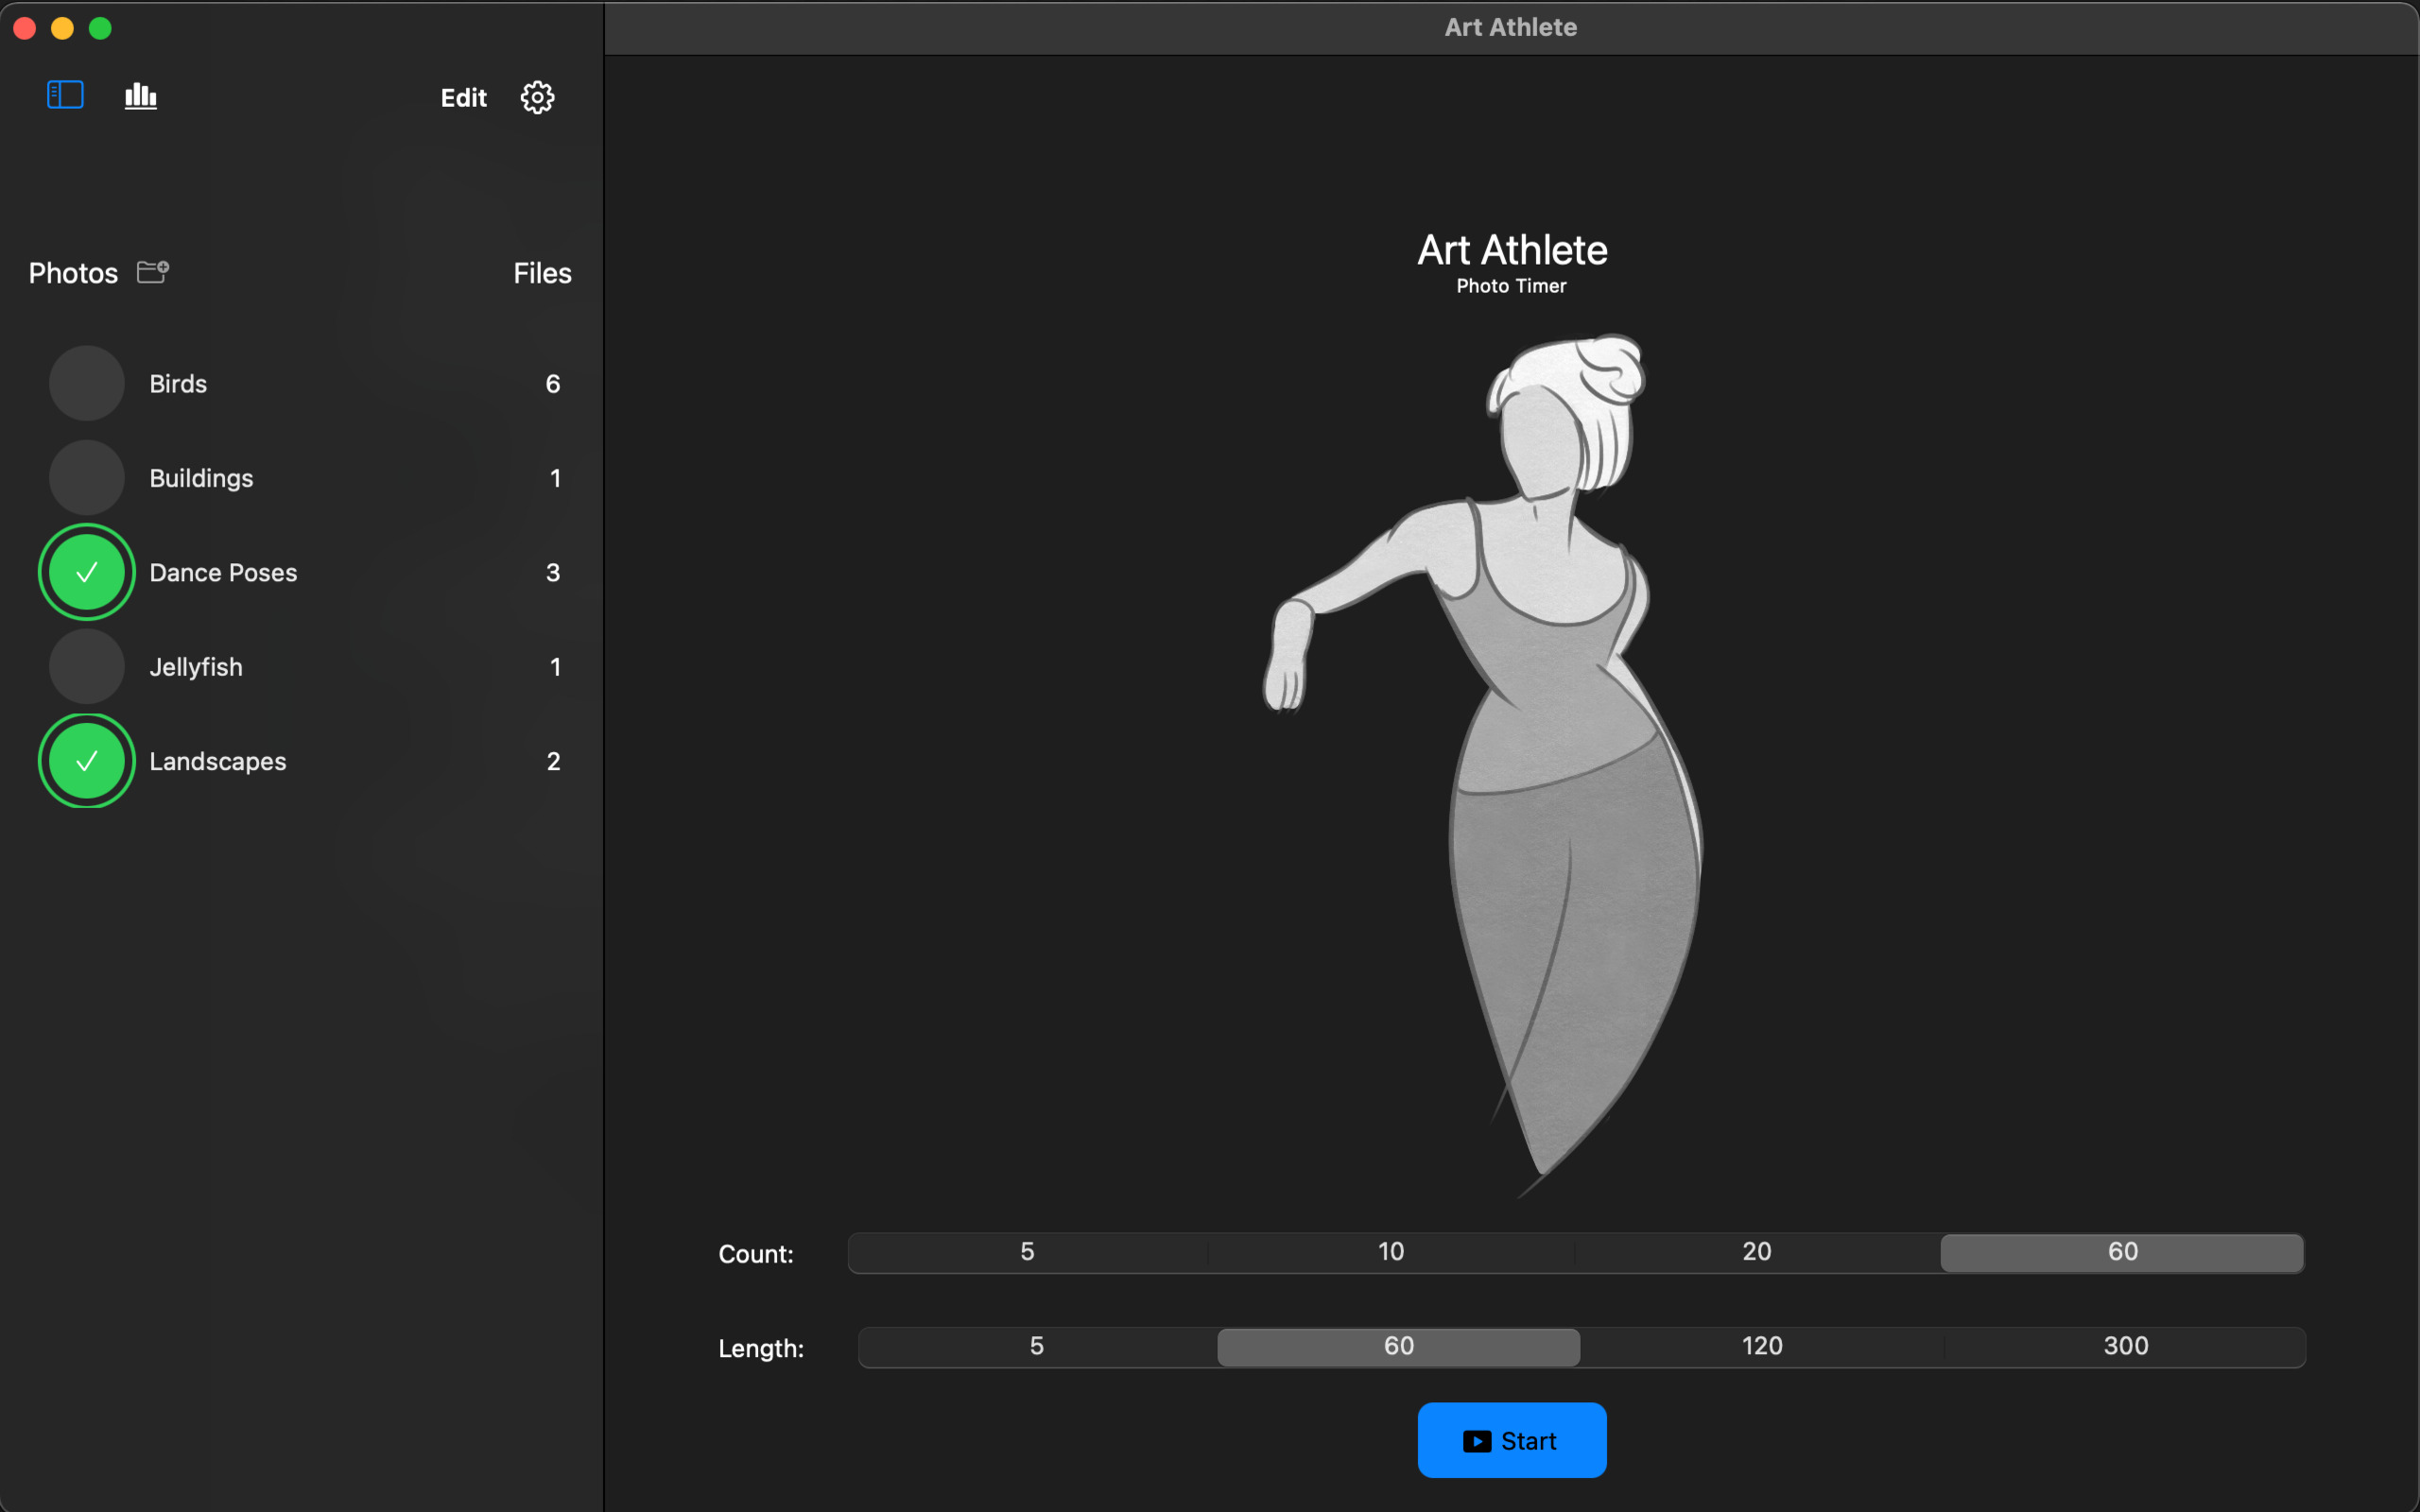 Art Athlete
Edit
Photos Files
Birds 6
Buildings 1
Dance Poses 3
Jellyfish 1
Landscapes 2
Art Athlete
Photo Timer
Count: 5 10 20 60
Length: 5 60 120 300
Start